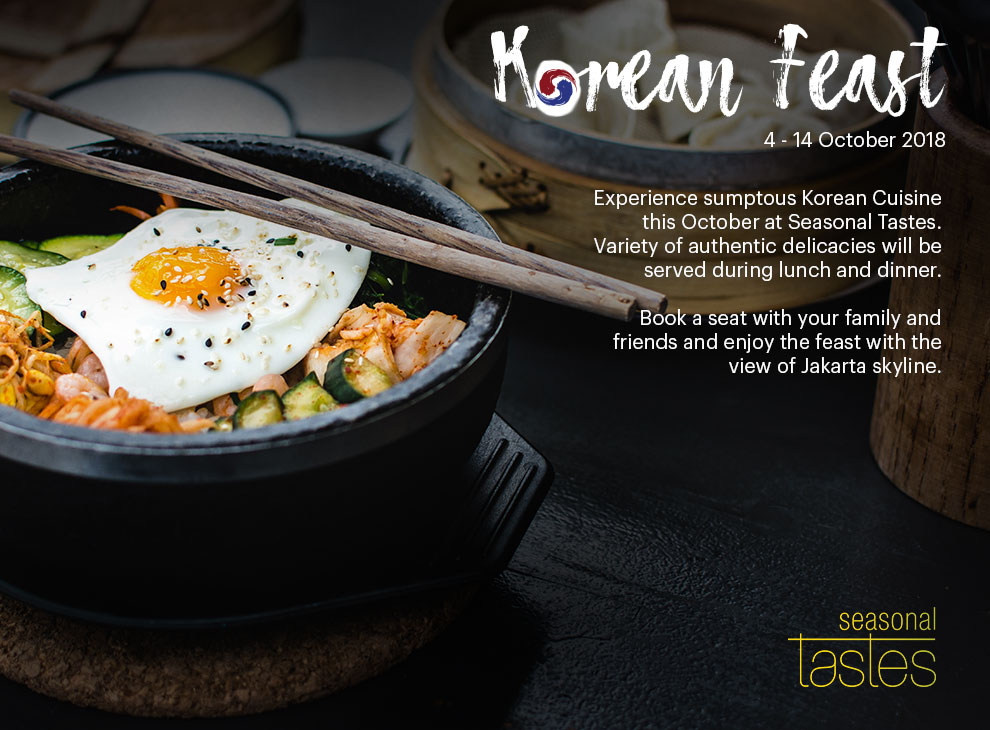 Korean Feast
4 - 14 October 2018
Experience sumptous Korean Cuisine
this October at Seasonal Tastes.
Variety of authentic delicacies will be
served during lunch and dinner.
Book a seat with your family and
friends and enjoy the feast with the
view of Jakarta skyline.
seasonal
tastes